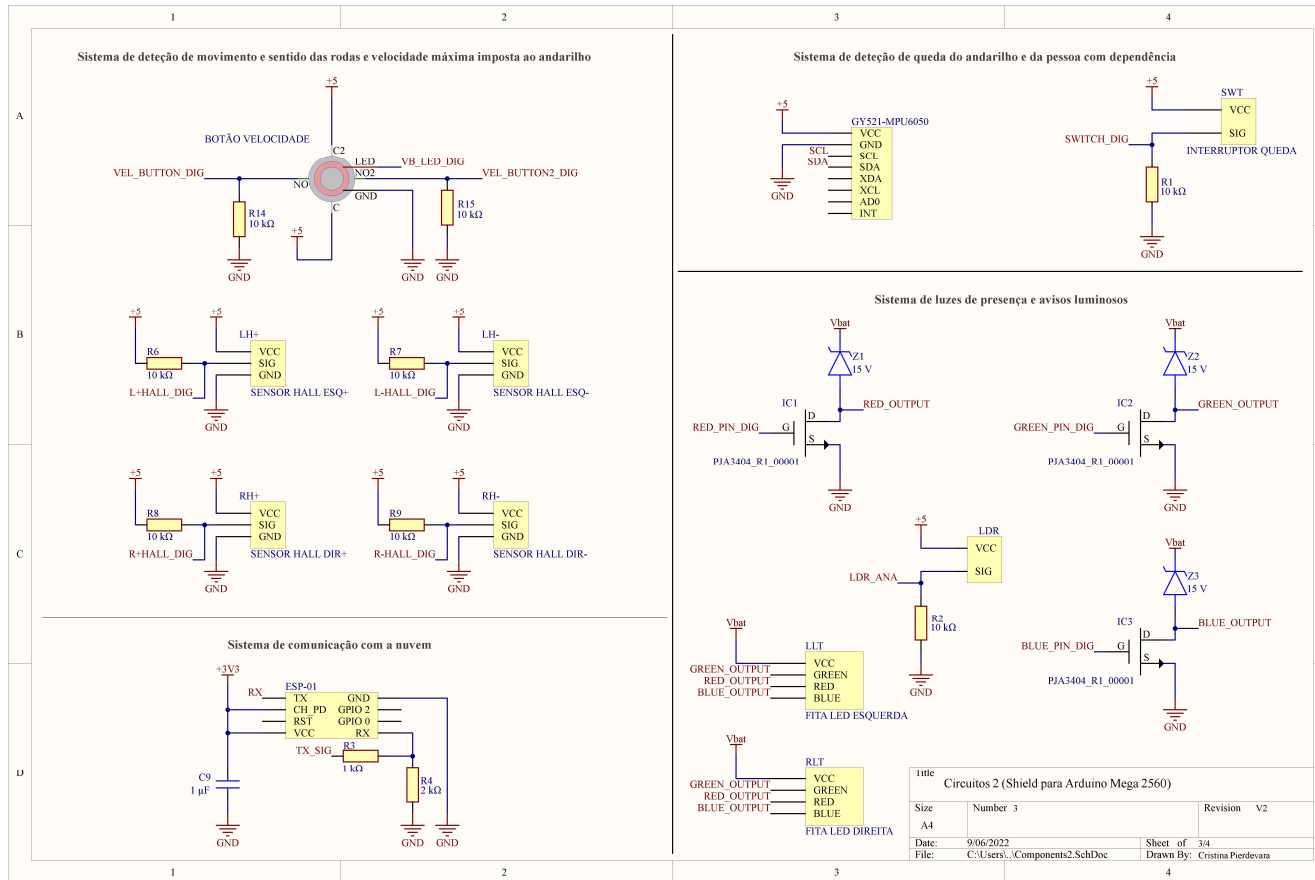 1
2
3
4
A
B
C
D
Sistema de deteção de movimento e sentido das rodas e velocidade máxima imposta ao andarilho
+5
BOTÃO VELOCIDADE
C2
LED
VB_LED_DIG
VEL_BUTTON_DIG
NO
NO2
VEL_BUTTON2_DIG
GND
C
R14
10 kΩ
R15
10 kΩ
+5
GND
GND
GND
+5
+5
LH+
R6
10 kΩ
VCC
SIG
GND
L+HALL_DIG
SENSOR HALL ESQ+
GND
+5
+5
LH-
R7
10 kΩ
VCC
SIG
GND
L-HALL_DIG
SENSOR HALL ESQ-
GND
+5
+5
RH+
R8
10 kΩ
VCC
SIG
GND
R+HALL_DIG
SENSOR HALL DIR+
GND
+5
+5
RH-
R9
10 kΩ
VCC
SIG
GND
R-HALL_DIG
SENSOR HALL DIR-
GND
Sistema de comunicação com a nuvem
+3V3
ESP-01
RX
TX
CH_PD
RST
VCC
GND
GPIO 2
GPIO 0
RX
TX_SIG
R3
1 kΩ
R4
2 kΩ
C9
1 µF
GND
GND
GND
Sistema de deteção de queda do andarilho e da pessoa com dependência
+5
GY521-MPU6050
VCC
GND
SCL
SCL
SDA
SDA
XDA
XCL
AD0
INT
GND
+5
SWT
VCC
SIG
SWITCH_DIG
INTERRUPTOR QUEDA
R1
10 kΩ
GND
Sistema de luzes de presença e avisos luminosos
Vbat
Z1
15 V
IC1
D
RED_OUTPUT
RED_PIN_DIG
G
S
PJA3404_R1_00001
GND
Vbat
Z2
15 V
IC2
D
GREEN_OUTPUT
GREEN_PIN_DIG
G
S
PJA3404_R1_00001
GND
+5
LDR
VCC
SIG
LDR_ANA
R2
10 kΩ
GND
Vbat
Z3
15 V
IC3
D
BLUE_OUTPUT
BLUE_PIN_DIG
G
S
PJA3404_R1_00001
GND
Vbat
LLT
VCC
GREEN_OUTPUT
GREEN
RED_OUTPUT
RED
BLUE_OUTPUT
BLUE
FITA LED ESQUERDA
Vbat
RLT
VCC
GREEN_OUTPUT
GREEN
RED_OUTPUT
RED
BLUE_OUTPUT
BLUE
FITA LED DIREITA
Title
Circuitos 2 (Shield para Arduino Mega 2560)
Size
A4
Number 3
Revision V2
Date: 9/06/2022
Sheet of 3/4
File: C:\Users\..\Components2.SchDoc
Drawn By: Cristina Pierdevara
1
2
3
4